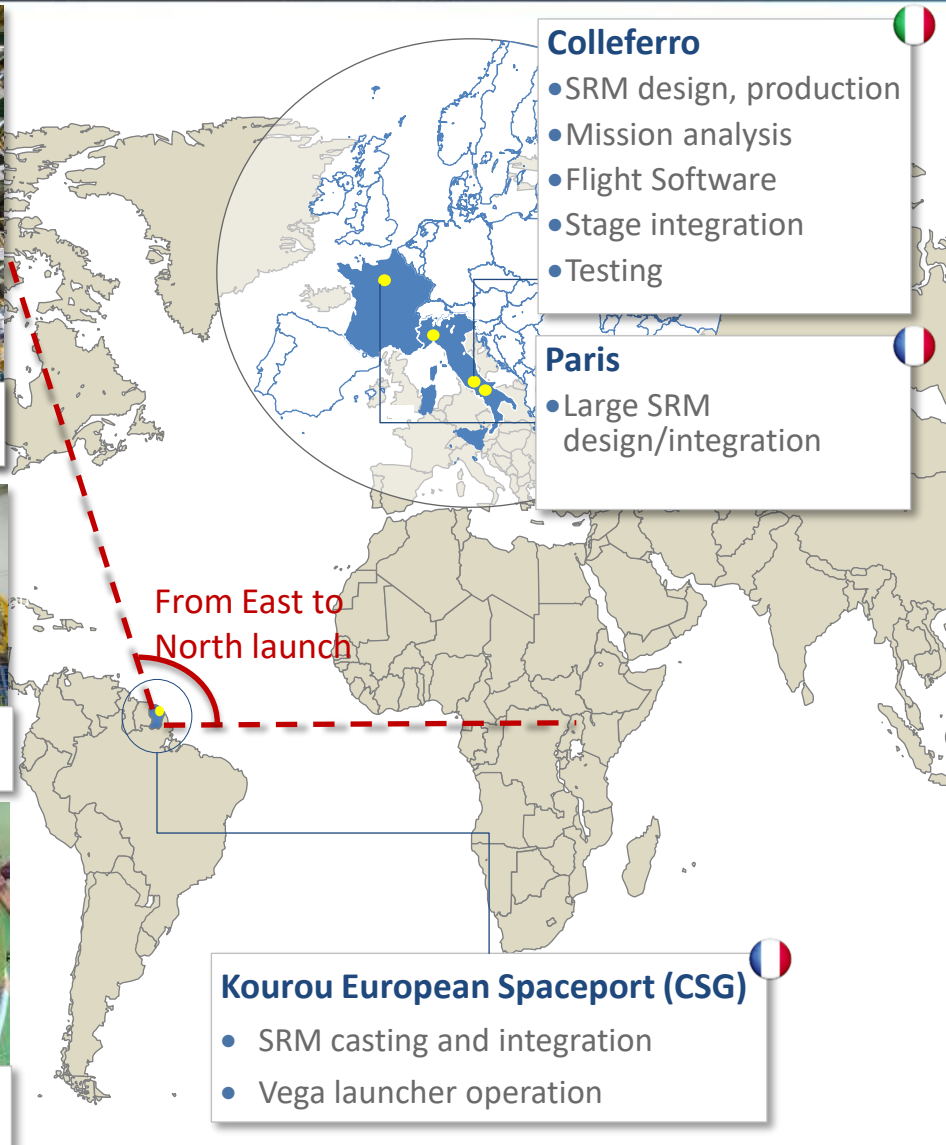 Colleferro
•SRM design, production
•Mission analysis
•Flight Software
•Stage integration
•Testing
Paris
•Large SRM
design/integration
From East to
North launch
Kourou European Spaceport (CSG)
• SRM casting and integration
• Vega launcher operation